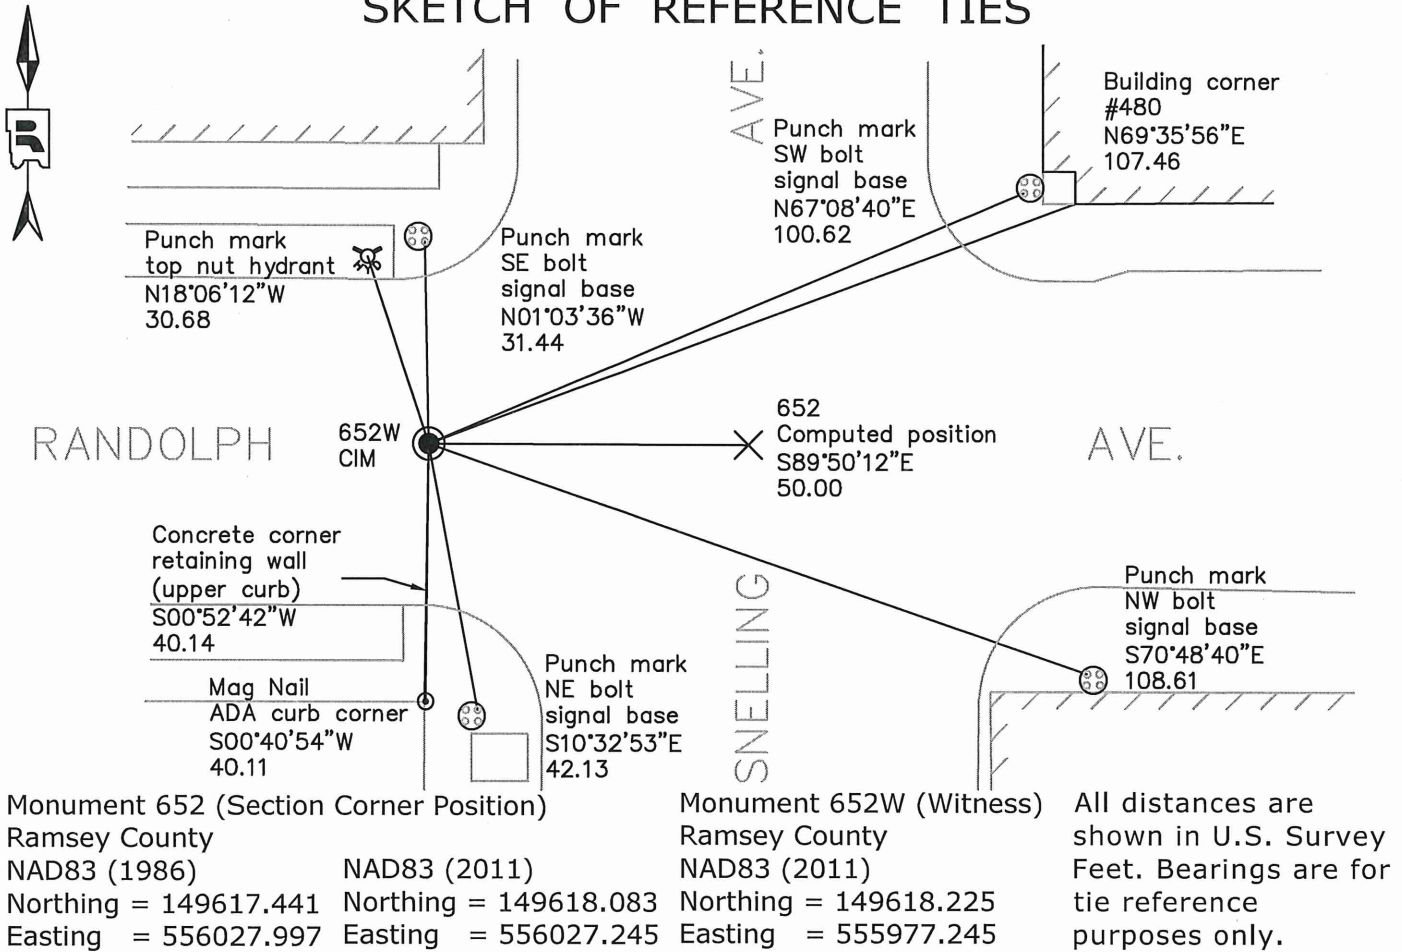 SKETCH OF REFERENCE TIES
R
AVE.
Building corner
#480
N69°35'56"E
107.46
Punch mark
SW bolt
signal base
N67°08'40"E
100.62
Punch mark
top nut hydrant
N18°06'12"W
30.68
Punch mark
SE bolt
signal base
N01°03'36"W
31.44
RANDOLPH
652W
CIM
652
Computed position
S89°50'12"E
50.00
AVE.
Concrete corner
retaining wall
(upper curb)
S00°52'42"W
40.14
Mag Nail
ADA curb corner
S00°40'54"W
40.11
Punch mark
NE bolt
signal base
S10°32'53"E
42.13
SNELLING
Punch mark
NW bolt
signal base
S70°48'40"E
108.61
Monument 652 (Section Corner Position)
Ramsey County
NAD83 (1986)
Northing = 149617.441
Easting = 556027.997
NAD83 (2011)
Northing = 149618.083
Easting = 556027.245
Monument 652W (Witness)
Ramsey County
NAD83 (2011)
Northing = 149618.225
Easting = 555977.245
All distances are
shown in U.S. Survey
Feet. Bearings are for
tie reference
purposes only.